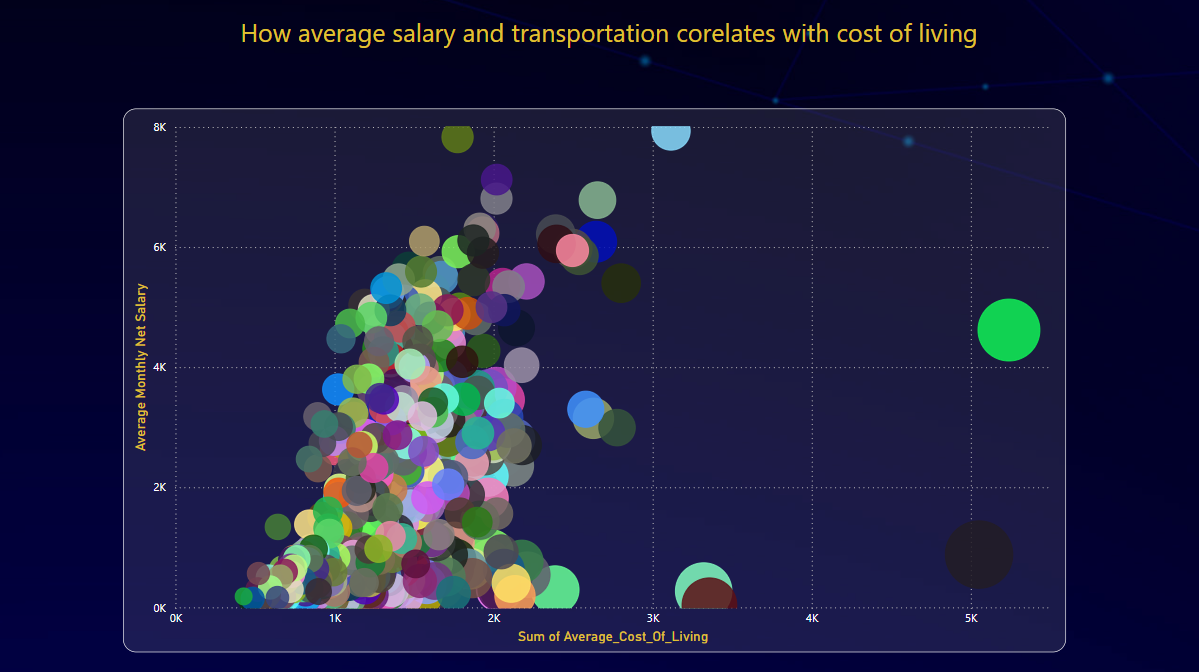 How average salary and transportation corelates with cost of living
8K
6K
4K
2K
0K
Average Monthly Net Salary
0K 1K 2K 3K 4K 5K
Sum of Average_Cost_Of_Living